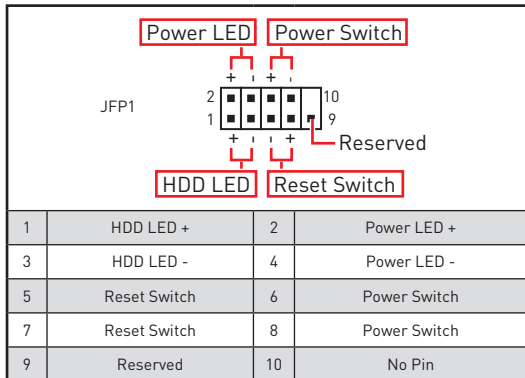 Power LED Power Switch
+ - + -
JFP1
2 10
1 9
+ - - +
Reserved
HDD LED Reset Switch
1 HDD LED + 2 Power LED +
3 HDD LED - 4 Power LED -
5 Reset Switch 6 Power Switch
7 Reset Switch 8 Power Switch
9 Reserved 10 No Pin